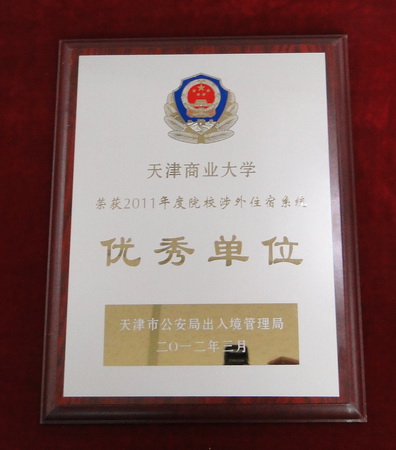 天津商业大学
荣获2011年度院校涉外住宿系统
优秀单位
天津市公安局出入境管理局
二〇一二年三月